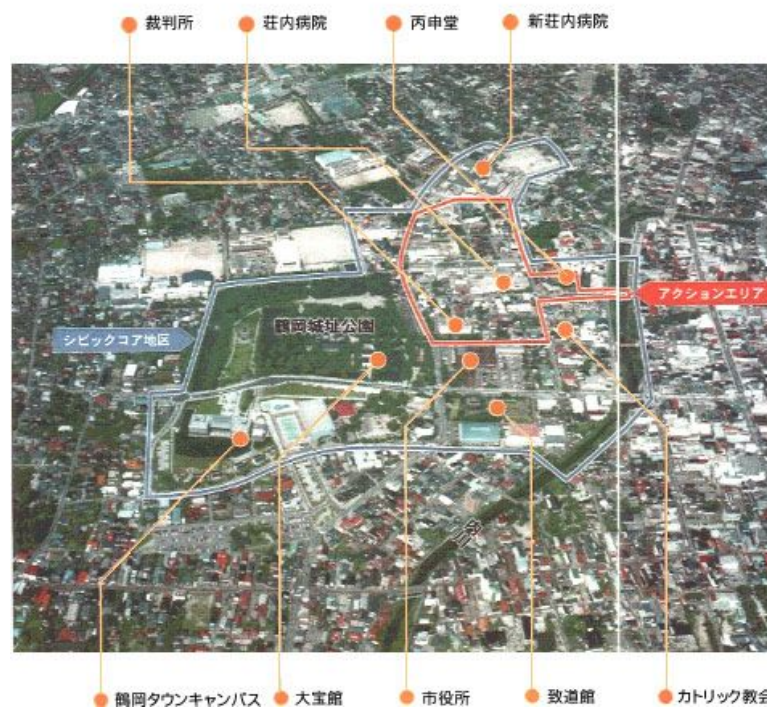 裁判所
荘内病院
丙申堂
新荘内病院
アクションエリア
鶴岡城址公園
シビックコア地区
鶴岡タウンキャンパス
大宝館
市役所
致道館
カトリック教会